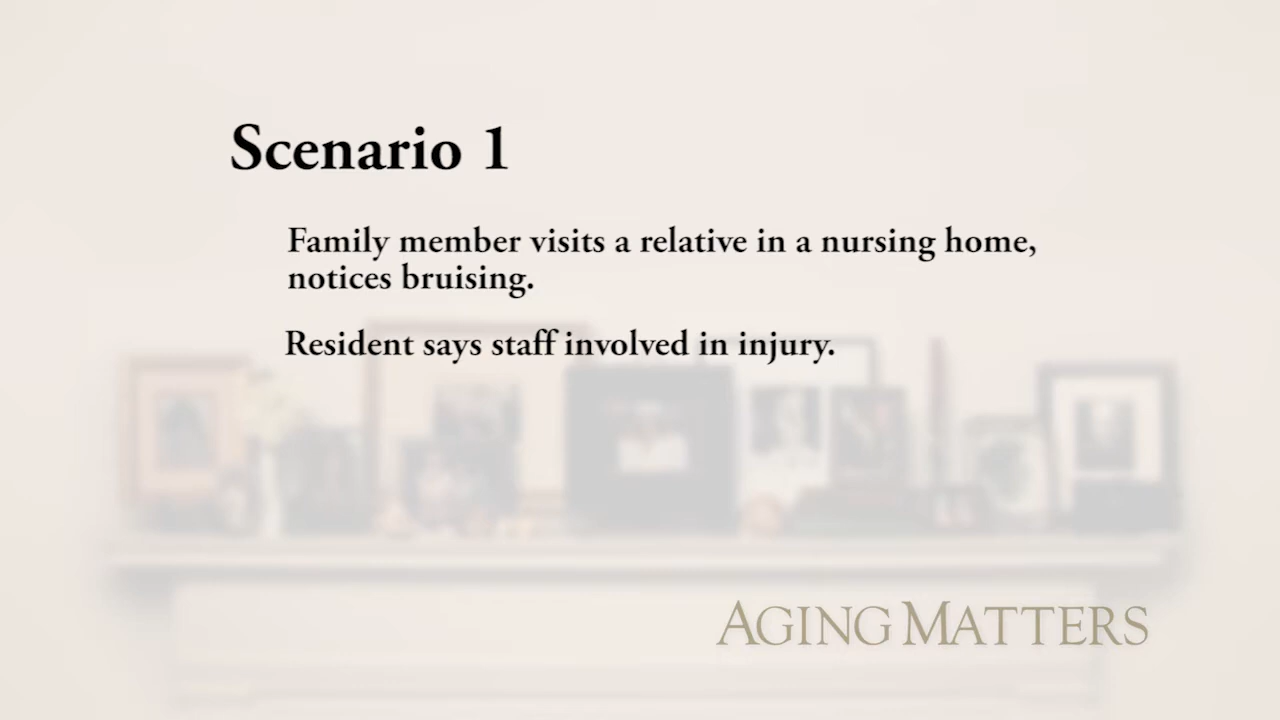 Scenario 1
Family member visits a relative in a nursing home,
notices bruising.
Resident says staff involved in injury.
AGING MATTERS